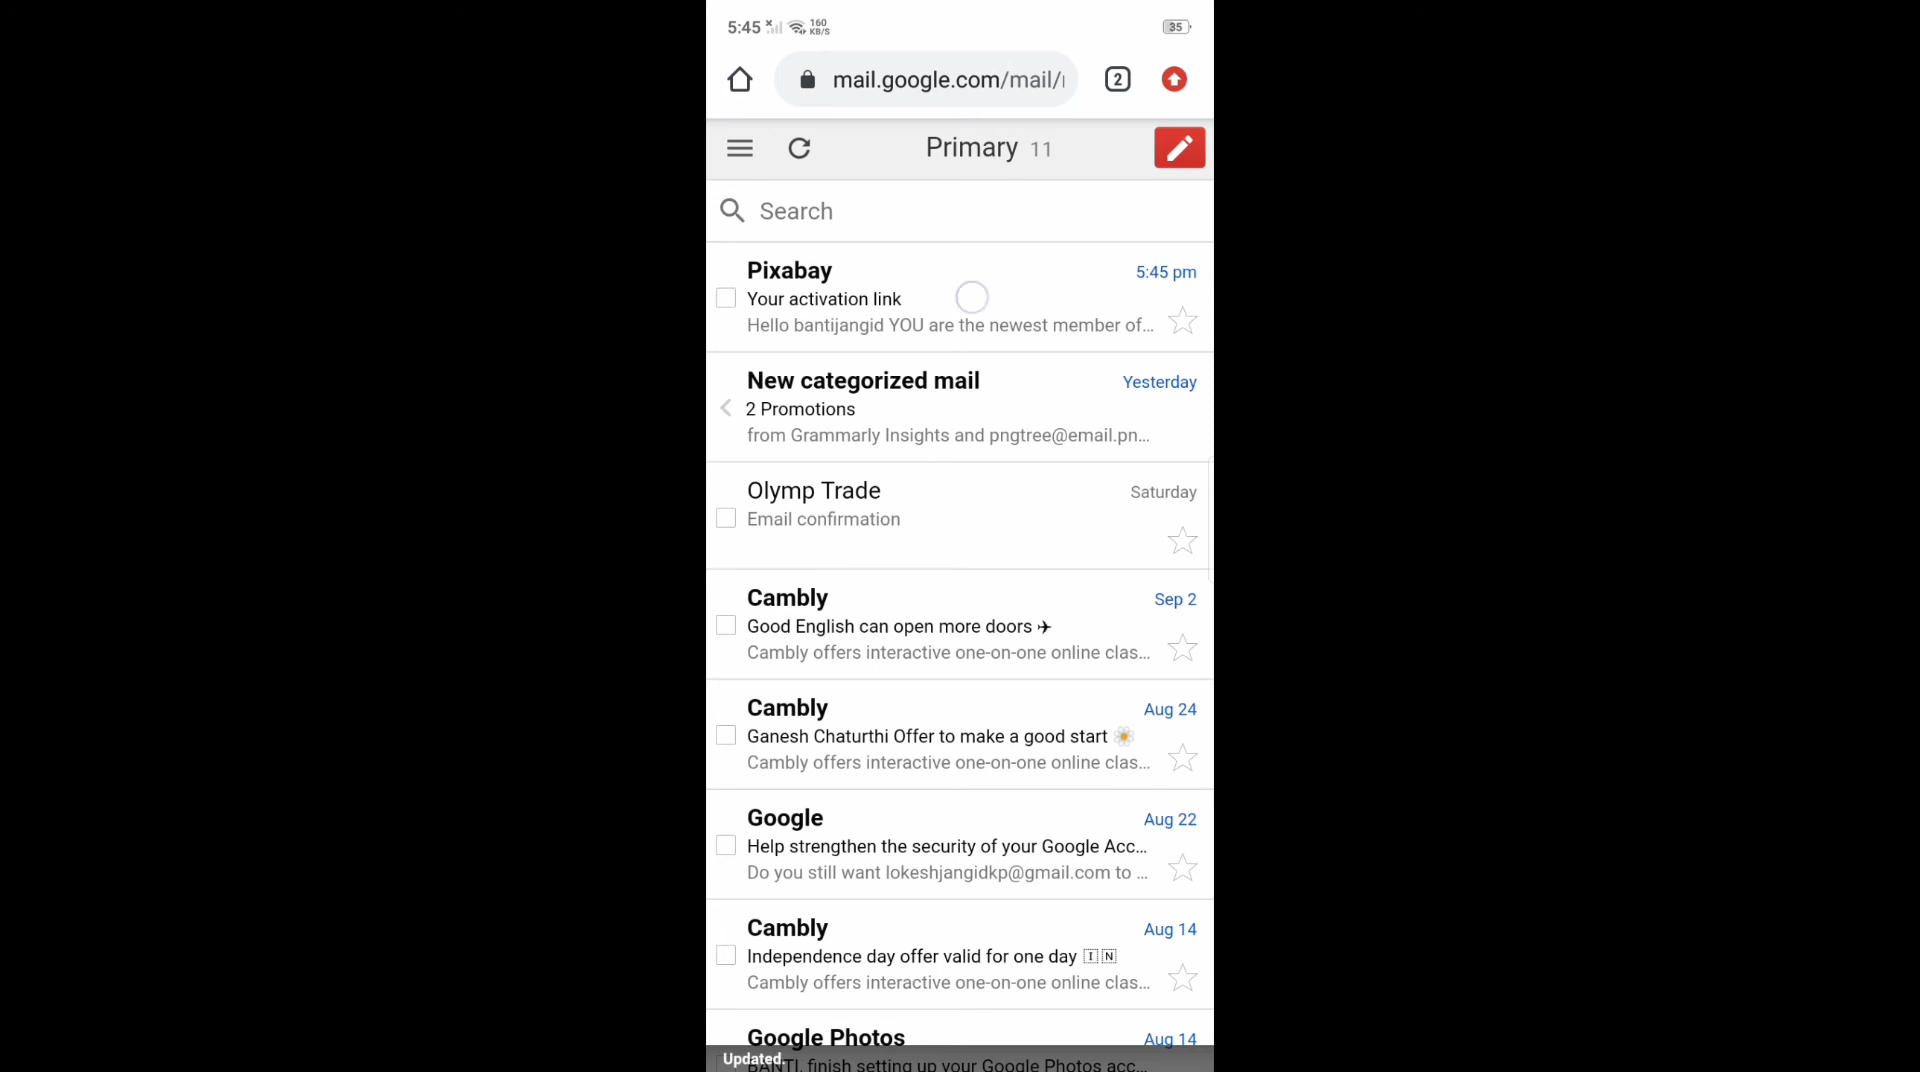 5:45 160 KB/S 35
mail.google.com/mail/ 2
Primary 11
Search
Pixabay 5:45 pm
Your activation link
Hello bantijangid YOU are the newest member of...
New categorized mail Yesterday
2 Promotions
from Grammarly Insights and pngtree@email.pn...
Olymp Trade Saturday
Email confirmation
Cambly Sep 2
Good English can open more doors ✈
Cambly offers interactive one-on-one online clas...
Cambly Aug 24
Ganesh Chaturthi Offer to make a good start 🌼
Cambly offers interactive one-on-one online clas...
Google Aug 22
Help strengthen the security of your Google Acc...
Do you still want lokeshjangidkp@gmail.com to ...
Cambly Aug 14
Independence day offer valid for one day 🇮🇳
Cambly offers interactive one-on-one online clas...
Google Photos Aug 14
Updated.
BANTI, finish setting up your Google Photos acc...